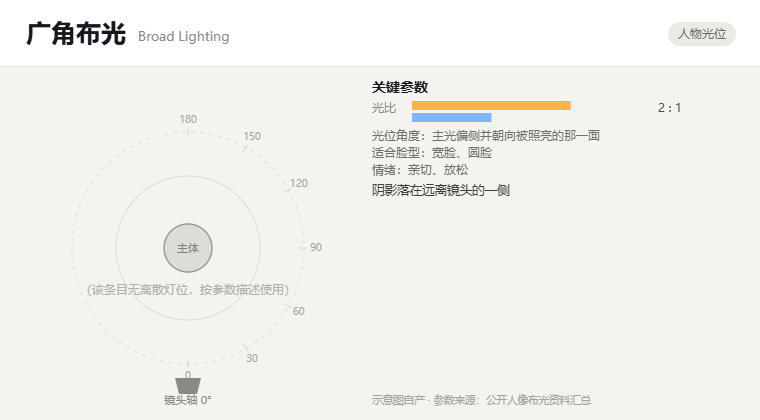 广角布光 Broad Lighting
人物光位
关键参数
光比 2 : 1
光位角度：主光偏侧并朝向被照亮的那一面
适合脸型：宽脸、圆脸
情绪：亲切、放松
阴影落在远离镜头的一侧
180
150
120
90
60
30
0
主体
(该条目无离散灯位，按参数描述使用)
镜头轴 0°
示意图自产 · 参数来源：公开人像布光资料汇总